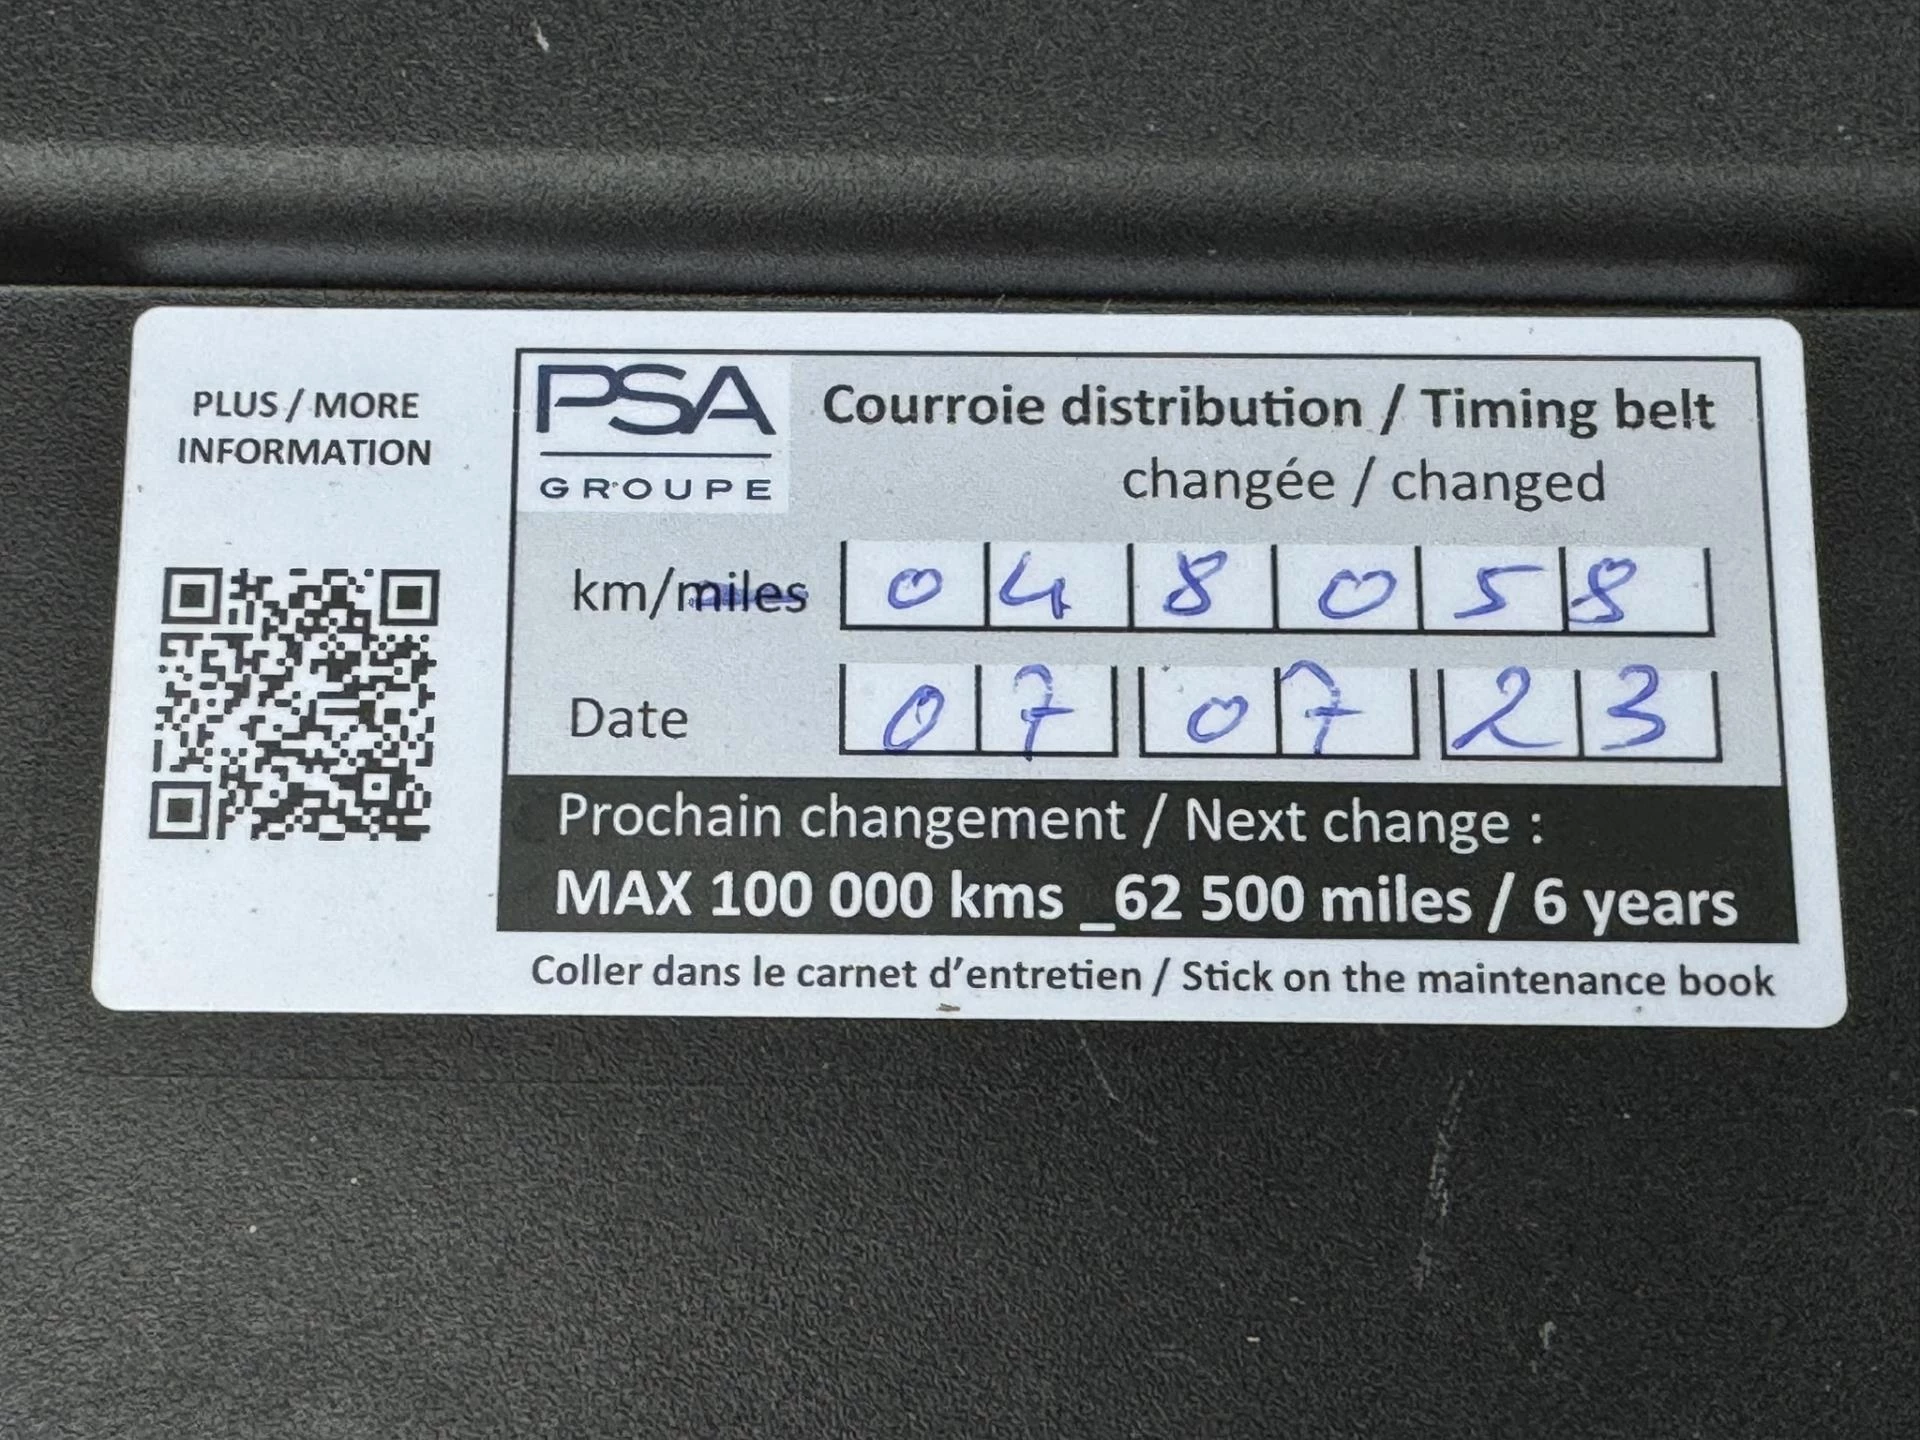 PLUS / MORE
INFORMATION
PSA
GROUPE
Courroie distribution / Timing belt
changée / changed
km/miles 0 4 8 0 5 8
Date 0 7 0 7 2 3
Prochain changement / Next change :
MAX 100 000 kms _62 500 miles / 6 years
Coller dans le carnet d'entretien / Stick on the maintenance book